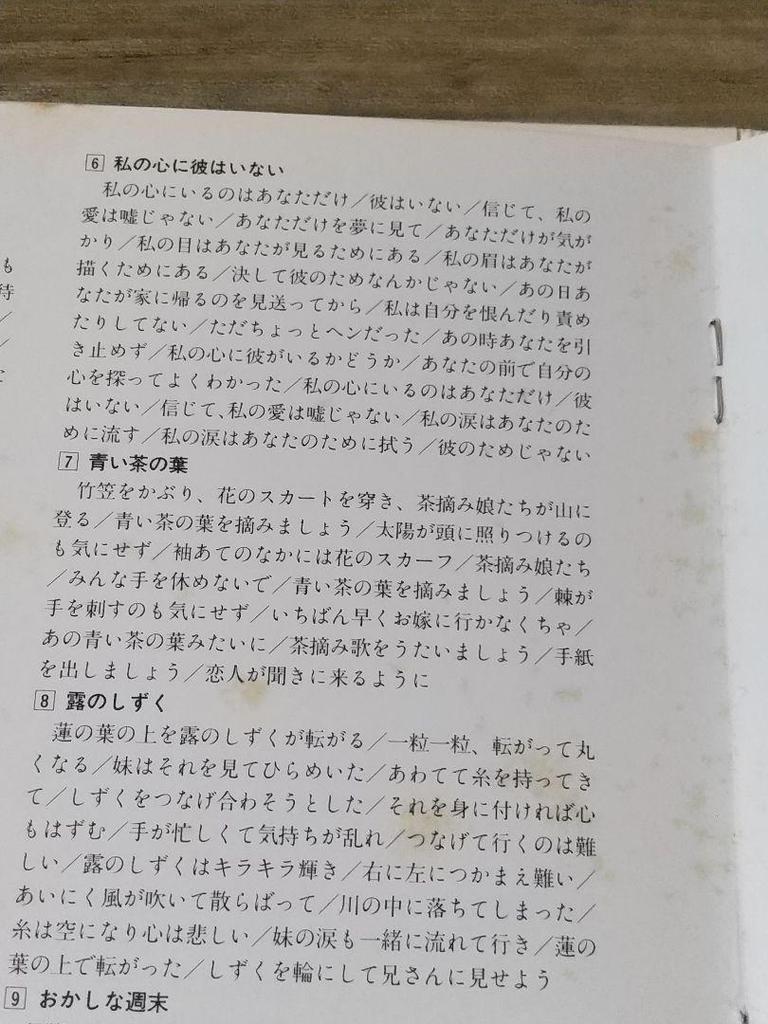 6 私の心に彼はいない
私の心にいるのはあなただけ／彼はいない／信じて、私の
愛は嘘じゃない／あなただけを夢に見て／あなただけが気が
かり／私の目はあなたが見るためにある／私の眉はあなたが
描くためにある／決して彼のためなんかじゃない／あの日あ
なたが家に帰るのを見送ってから／私は自分を恨んだり責め
たりしてない／ただちょっとヘンだった／あの時あなたを引
き止めず／私の心に彼がいるかどうか／あなたの前で自分の
心を探ってよくわかった／私の心にいるのはあなただけ／彼
はいない／信じて、私の愛は嘘じゃない／私の涙はあなたのた
めに流す／私の涙はあなたのために拭う／彼のためじゃない
7 青い茶の葉
竹笠をかぶり、花のスカートを穿き、茶摘み娘たちが山に
登る／青い茶の葉を摘みましょう／太陽が頭に照りつけるの
も気にせず／袖あてのなかには花のスカーフ／茶摘み娘たち
／みんな手を休めないで／青い茶の葉を摘みましょう／棘が
手を刺すのも気にせず／いちばん早くお嫁に行かなくちゃ／
あの青い茶の葉みたいに／茶摘み歌をうたいましょう／手紙
を出しましょう／恋人が聞きに来るように
8 露のしずく
蓮の葉の上を露のしずくが転がる／一粒一粒、転がって丸
くなる／妹はそれを見てひらめいた／あわてて糸を持ってき
て／しずくをつなげ合わそうとした／それを身に付ければ心
もはずむ／手が忙しくて気持ちが乱れ／つなげて行くのは難
しい／露のしずくはキラキラ輝き／右に左につかまえ難い／
あいにく風が吹いて散らばって／川の中に落ちてしまった／
糸は空になり心は悲しい／妹の涙も一緒に流れて行き／蓮の
葉の上で転がった／しずくを輪にして兄さんに見せよう
9 おかしな週末